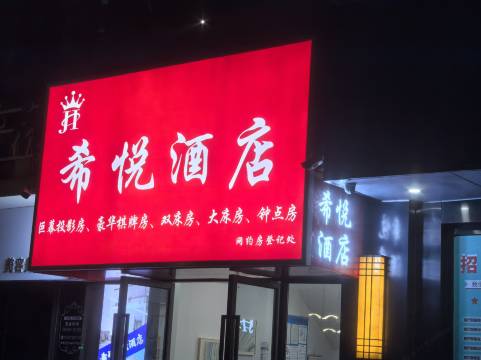 希悦酒店
巨幕投影房、豪华棋牌房、双床房、大床房、钟点房
网约房登记处
希悦
酒店
招